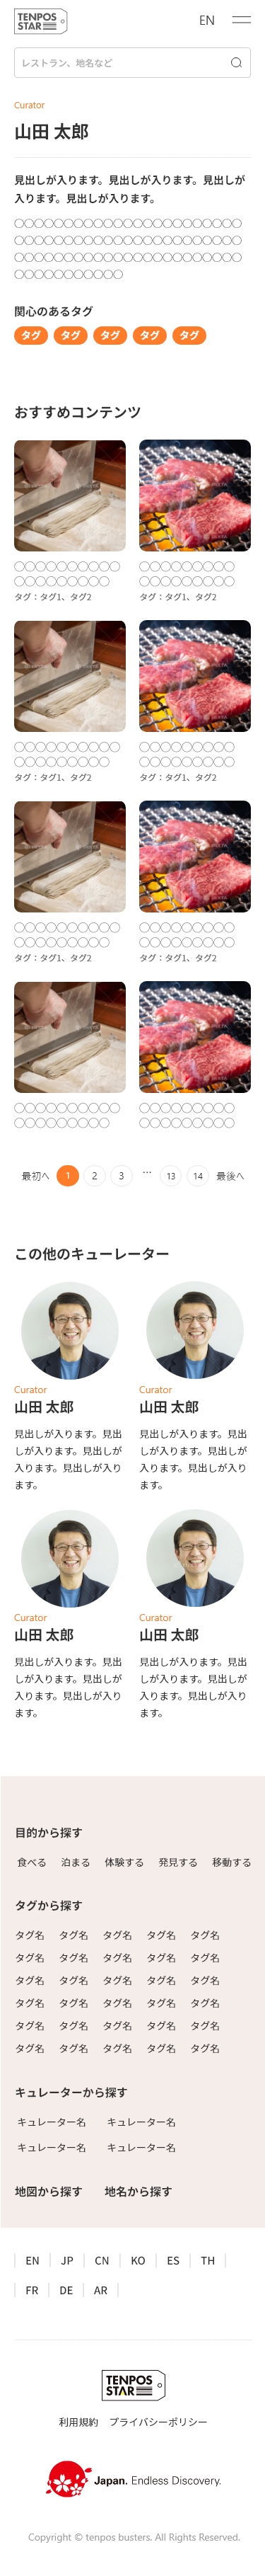 TENPOS
STAR
EN
レストラン、地名など
Curator
山田 太郎
見出しが入ります。見出しが入ります。見出し
が入ります。見出しが入ります。
◯◯◯◯◯◯◯◯◯◯◯◯◯◯◯◯◯◯◯◯◯◯◯
◯◯◯◯◯◯◯◯◯◯◯◯◯◯◯◯◯◯◯◯◯◯◯
◯◯◯◯◯◯◯◯◯◯◯◯◯◯◯◯◯◯◯◯◯◯◯
◯◯◯◯◯◯◯◯◯◯◯
関心のあるタグ
タグ タグ タグ タグ タグ
おすすめコンテンツ
◯◯◯◯◯◯◯◯◯◯ ◯◯◯◯◯◯◯◯◯
◯◯◯◯◯◯◯◯◯ ◯◯◯◯◯◯◯◯◯
タグ：タグ1、タグ2 タグ：タグ1、タグ2
◯◯◯◯◯◯◯◯◯◯ ◯◯◯◯◯◯◯◯◯
◯◯◯◯◯◯◯◯◯ ◯◯◯◯◯◯◯◯◯
タグ：タグ1、タグ2 タグ：タグ1、タグ2
◯◯◯◯◯◯◯◯◯◯ ◯◯◯◯◯◯◯◯◯
◯◯◯◯◯◯◯◯◯ ◯◯◯◯◯◯◯◯◯
タグ：タグ1、タグ2 タグ：タグ1、タグ2
◯◯◯◯◯◯◯◯◯◯ ◯◯◯◯◯◯◯◯◯
◯◯◯◯◯◯◯◯◯ ◯◯◯◯◯◯◯◯◯
最初へ 1 2 3 … 13 14 最後へ
この他のキューレーター
Curator
山田 太郎
見出しが入ります。見出
しが入ります。見出しが
入ります。見出しが入り
ます。
Curator
山田 太郎
見出しが入ります。見出
しが入ります。見出しが
入ります。見出しが入り
ます。
Curator
山田 太郎
見出しが入ります。見出
しが入ります。見出しが
入ります。見出しが入り
ます。
Curator
山田 太郎
見出しが入ります。見出
しが入ります。見出しが
入ります。見出しが入り
ます。
目的から探す
食べる 泊まる 体験する 発見する 移動する
タグから探す
タグ名 タグ名 タグ名 タグ名 タグ名
タグ名 タグ名 タグ名 タグ名 タグ名
タグ名 タグ名 タグ名 タグ名 タグ名
タグ名 タグ名 タグ名 タグ名 タグ名
タグ名 タグ名 タグ名 タグ名 タグ名
タグ名 タグ名 タグ名 タグ名 タグ名
キュレーターから探す
キュレーター名 キュレーター名
キュレーター名 キュレーター名
地図から探す 地名から探す
EN JP CN KO ES TH
FR DE AR
TENPOS
STAR
利用規約 プライバシーポリシー
Japan. Endless Discovery.
Copyright © tenpos busters. All Rights Reserved.